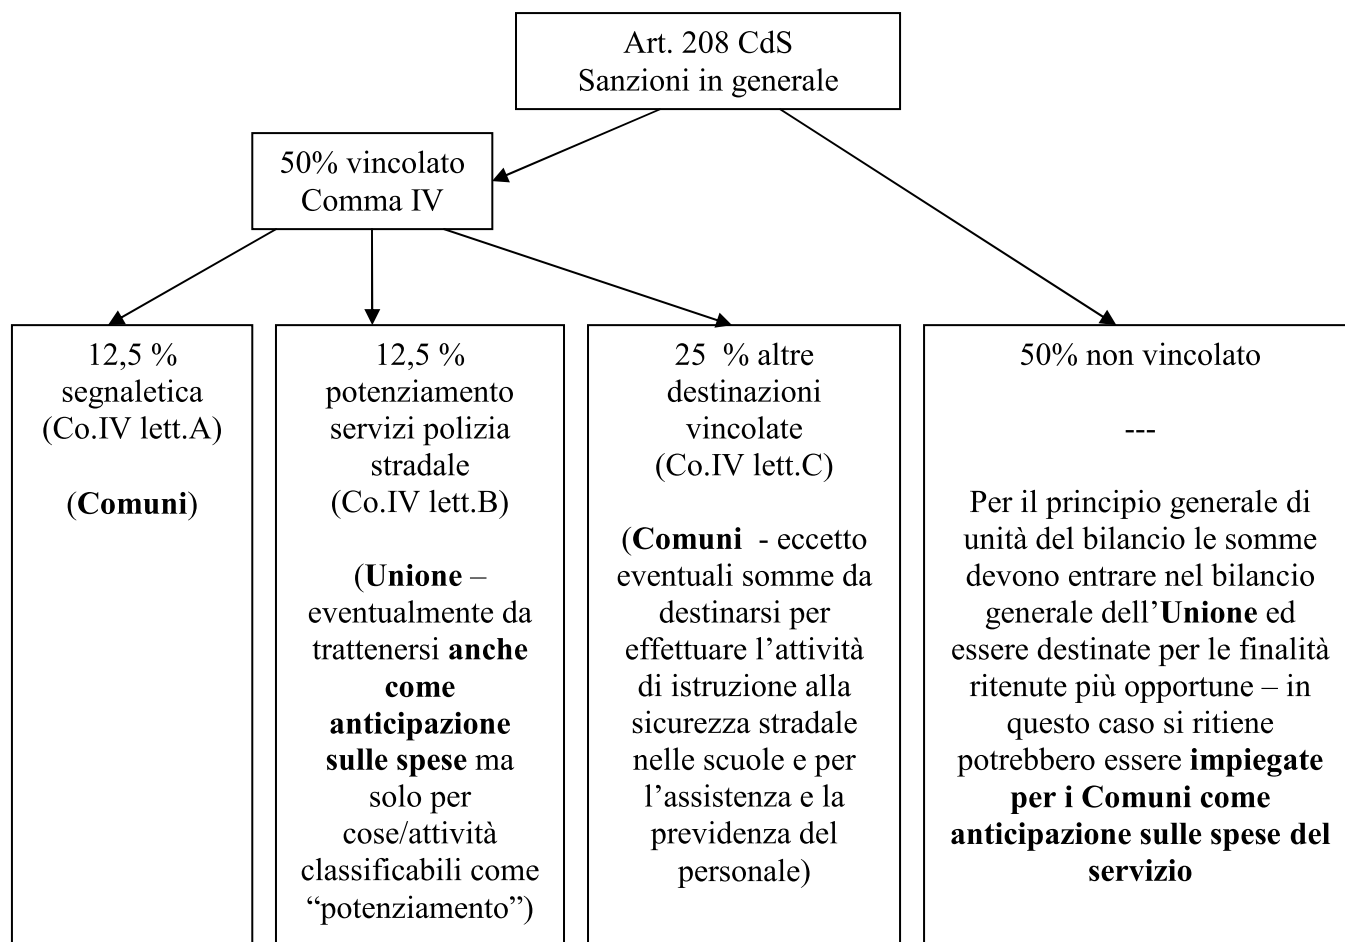 Art. 208 CdS
Sanzioni in generale
50% vincolato
Comma IV
12,5 %
segnaletica
(Co.IV lett.A)
(Comuni)
12,5 %
potenziamento
servizi polizia
stradale
(Co.IV lett.B)
(Unione –
eventualmente da
trattenersi anche
come
anticipazione
sulle spese ma
solo per
cose/attività
classificabili come
“potenziamento”)
25  % altre
destinazioni
vincolate
(Co.IV lett.C)
(Comuni  - eccetto
eventuali somme da
destinarsi per
effettuare l’attività
di istruzione alla
sicurezza stradale
nelle scuole e per
l’assistenza e la
previdenza del
personale)
50% non vincolato
---
Per il principio generale di
unità del bilancio le somme
devono entrare nel bilancio
generale dell’Unione ed
essere destinate per le finalità
ritenute più opportune – in
questo caso si ritiene
potrebbero essere impiegate
per i Comuni come
anticipazione sulle spese del
servizio